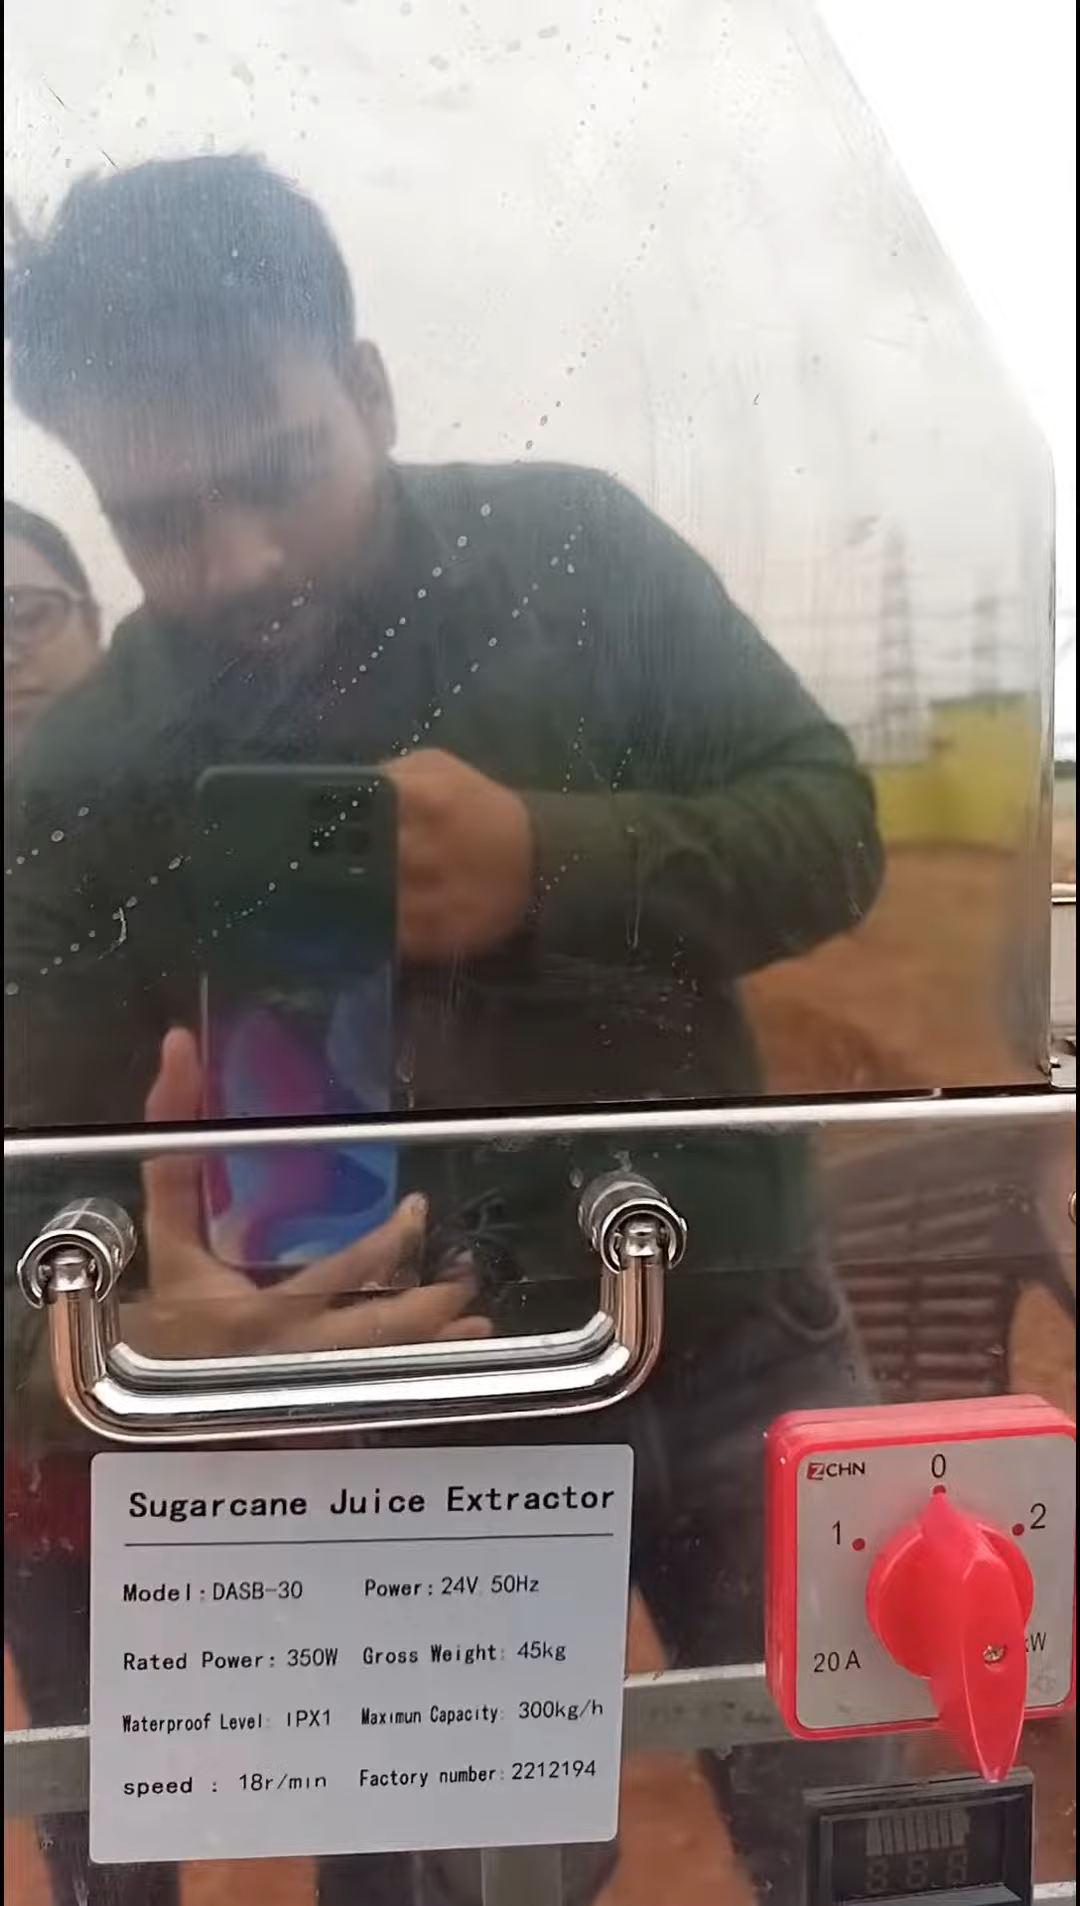 Sugarcane Juice Extractor
Model: DASB-30 Power: 24V 50Hz
Rated Power: 350W Gross Weight: 45kg
Waterproof Level: IPX1 Maximun Capacity: 300kg/h
speed : 18r/min Factory number: 2212194
ZCHN
0
1 2
20A kW